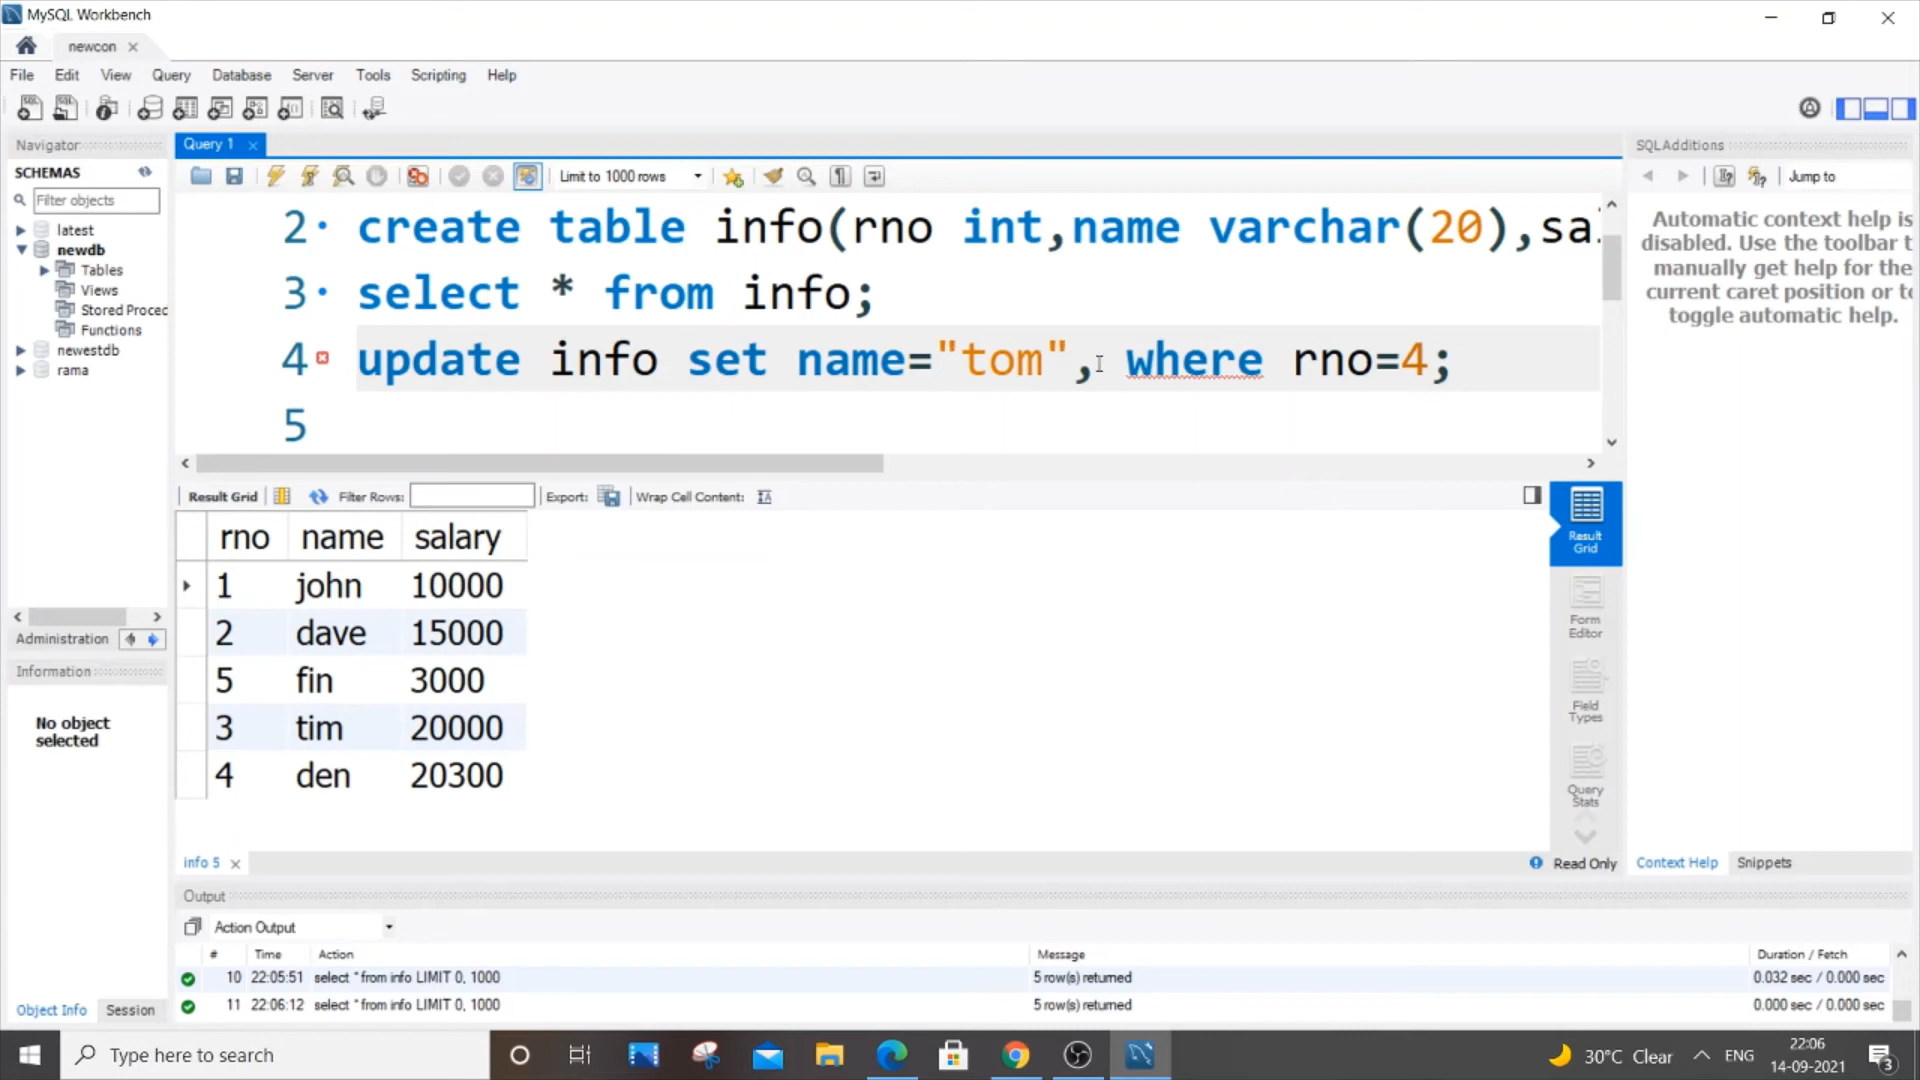 MySQL Workbench
newcon
File Edit View Query Database Server Tools Scripting Help
Navigator
SCHEMAS
Filter objects
latest
newdb
Tables
Views
Stored Proced
Functions
newestdb
rama
Administration
Information
No object
selected
Object Info Session
Query 1
Limit to 1000 rows
2 create table info(rno int,name varchar(20),sa
3 select * from info;
4 update info set name="tom", where rno=4;
5
Result Grid Filter Rows: Export: Wrap Cell Content:
rno name salary
1 john 10000
2 dave 15000
5 fin 3000
3 tim 20000
4 den 20300
Result
Grid
Form
Editor
Field
Types
Query
Stats
info 5
Read Only
Output
Action Output
# Time Action Message Duration / Fetch
10 22:05:51 select * from info LIMIT 0, 1000 5 row(s) returned 0.032 sec / 0.000 sec
11 22:06:12 select * from info LIMIT 0, 1000 5 row(s) returned 0.000 sec / 0.000 sec
SQLAdditions
Jump to
Automatic context help is
disabled. Use the toolbar t
manually get help for the
current caret position or to
toggle automatic help.
Context Help Snippets
Type here to search
30°C Clear
ENG
22:06
14-09-2021
3